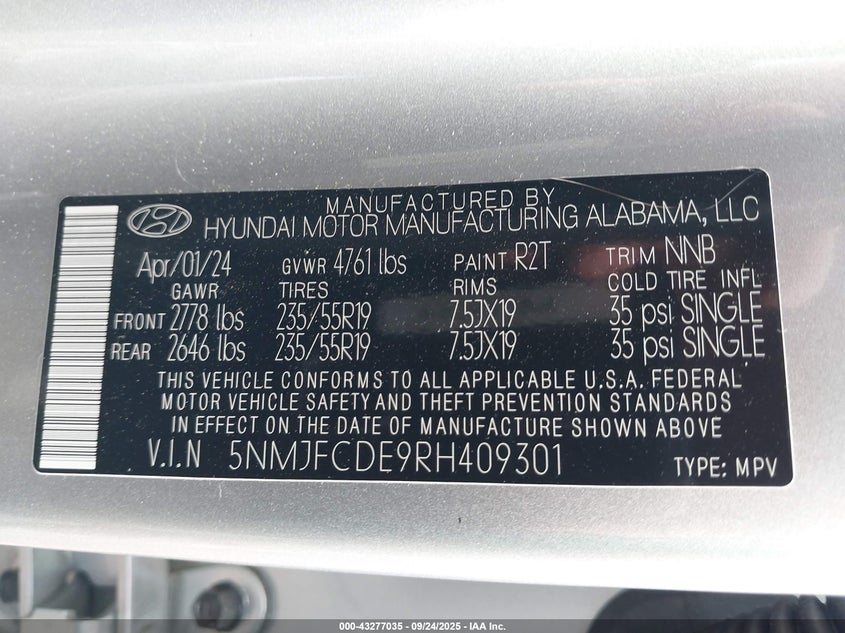 MANUFACTURED BY
HYUNDAI MOTOR MANUFACTURING ALABAMA, LLC
Apr/01/24 GVWR 4761 lbs PAINT R2T TRIM NNB
GAWR TIRES RIMS COLD TIRE INFL
FRONT 2778 lbs 235/55R19 7.5JX19 35 psi SINGLE
REAR 2646 lbs 235/55R19 7.5JX19 35 psi SINGLE
THIS VEHICLE CONFORMS TO ALL APPLICABLE U.S.A. FEDERAL
MOTOR VEHICLE SAFETY AND THEFT PREVENTION STANDARDS
IN EFFECT ON THE DATE OF MANUFACTURE SHOWN ABOVE
V.I.N 5NMJFCDE9RH409301 TYPE: MPV
000-43277035 - 09/24/2025 - IAA Inc.